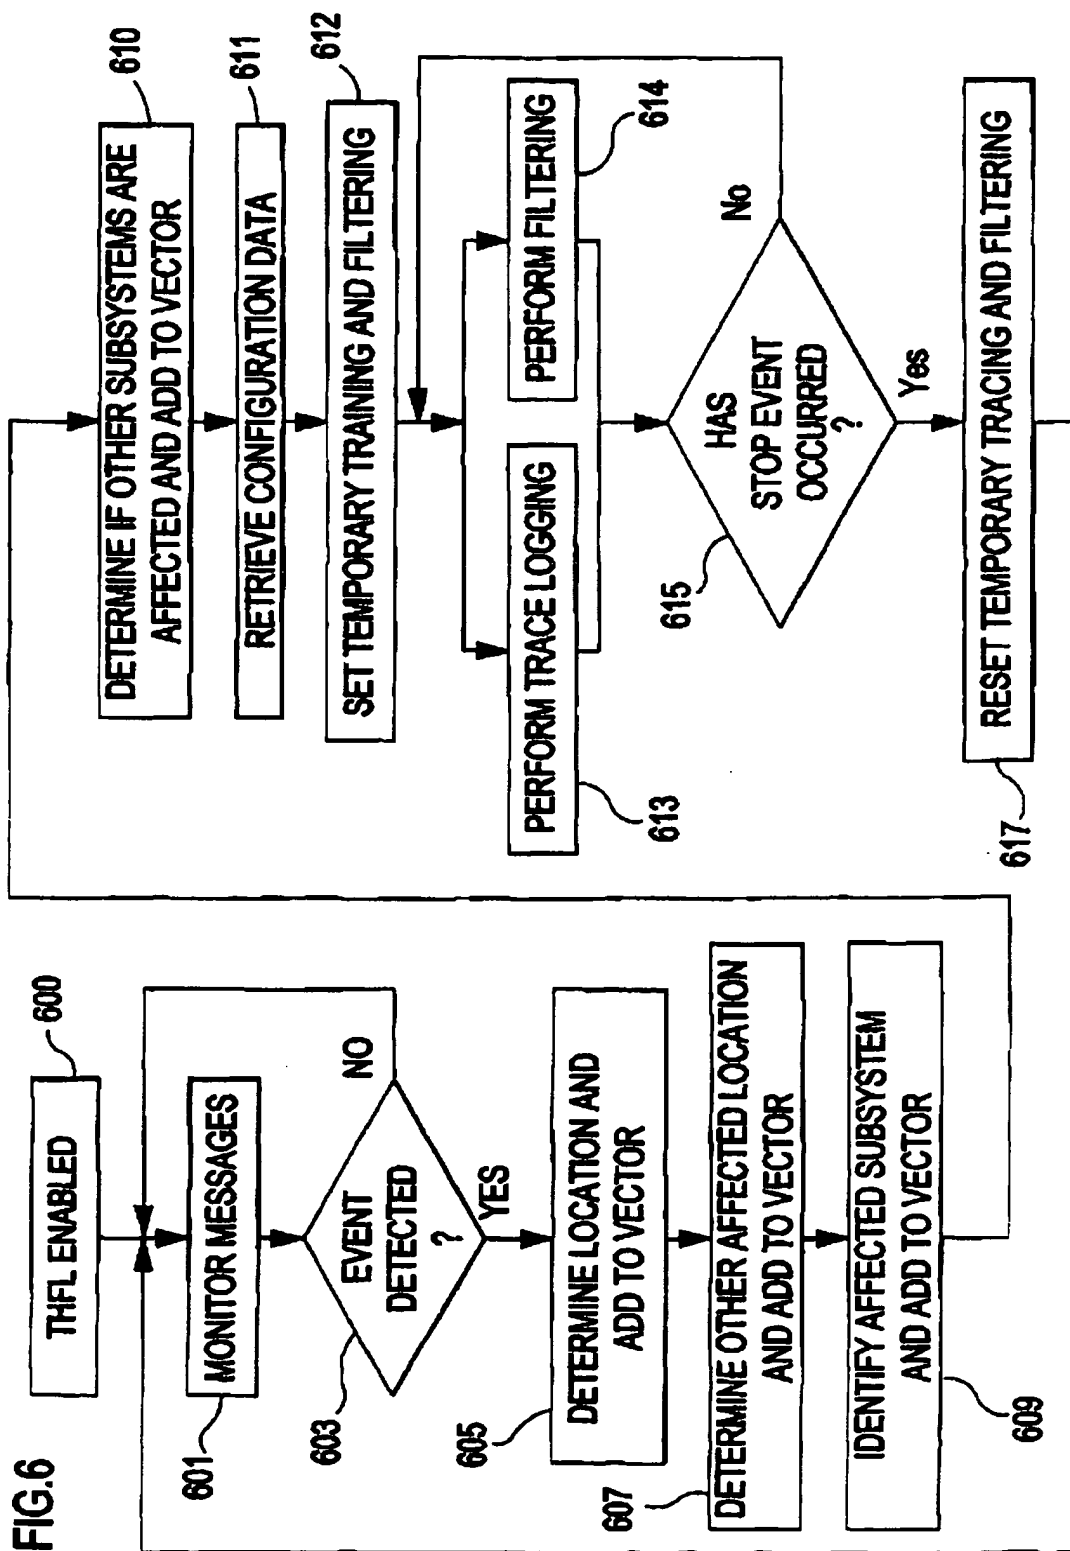 FIG.6
THFL ENABLED
600
MONITOR MESSAGES
601
EVENT
DETECTED
?
603
NO
YES
DETERMINE LOCATION AND
ADD TO VECTOR
605
DETERMINE OTHER AFFECTED LOCATION
AND ADD TO VECTOR
607
IDENTIFY AFFECTED SUBSYSTEM
AND ADD TO VECTOR
609
DETERMINE IF OTHER SUBSYSTEMS ARE
AFFECTED AND ADD TO VECTOR
610
RETRIEVE CONFIGURATION DATA
611
SET TEMPORARY TRAINING AND FILTERING
612
PERFORM TRACE LOGGING
613
PERFORM FILTERING
614
HAS
STOP EVENT
OCCURRED
?
615
No
Yes
RESET TEMPORARY TRACING AND FILTERING
617